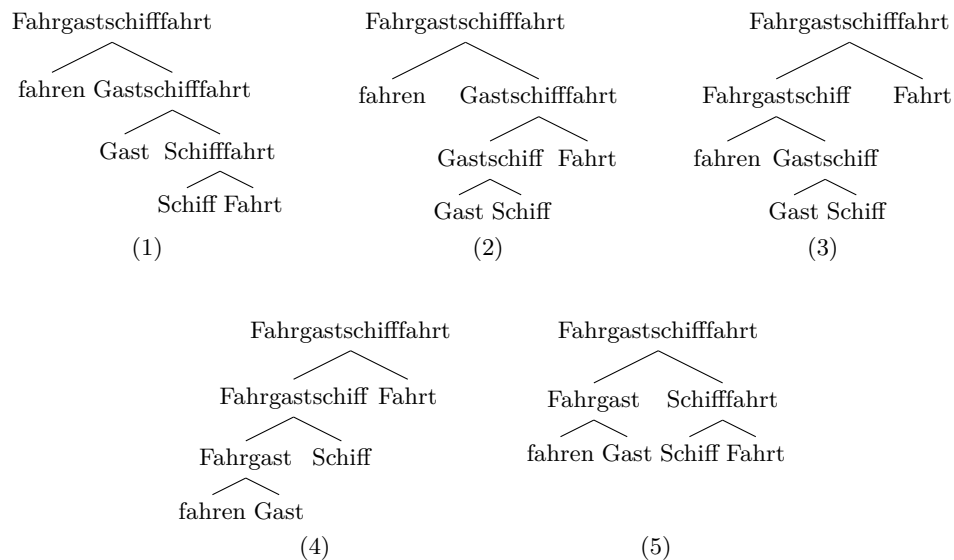 Fahrgastschifffahrt Fahrgastschifffahrt Fahrgastschifffahrt
fahren Gastschifffahrt fahren Gastschifffahrt Fahrgastschiff Fahrt
Gast Schifffahrt Gastschiff Fahrt fahren Gastschiff
Schiff Fahrt Gast Schiff Gast Schiff
(1) (2) (3)
Fahrgastschifffahrt Fahrgastschifffahrt
Fahrgastschiff Fahrt Fahrgast Schifffahrt
Fahrgast Schiff fahren Gast Schiff Fahrt
fahren Gast
(4) (5)